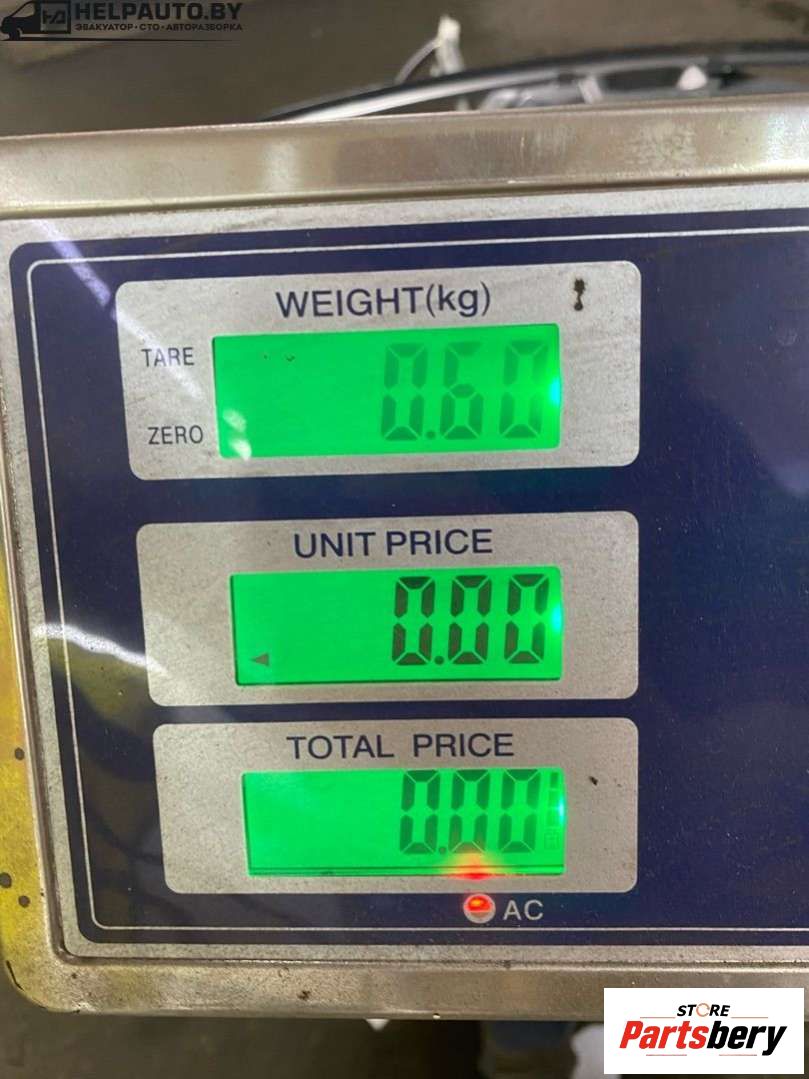 HELPAUTO.BY
ЭВАКУАТОР • СТО • АВТОРАЗБОРКА
WEIGHT(kg)
TARE
0.60
ZERO
UNIT PRICE
0.00
TOTAL PRICE
0.00
AC
STORE
Partsbery